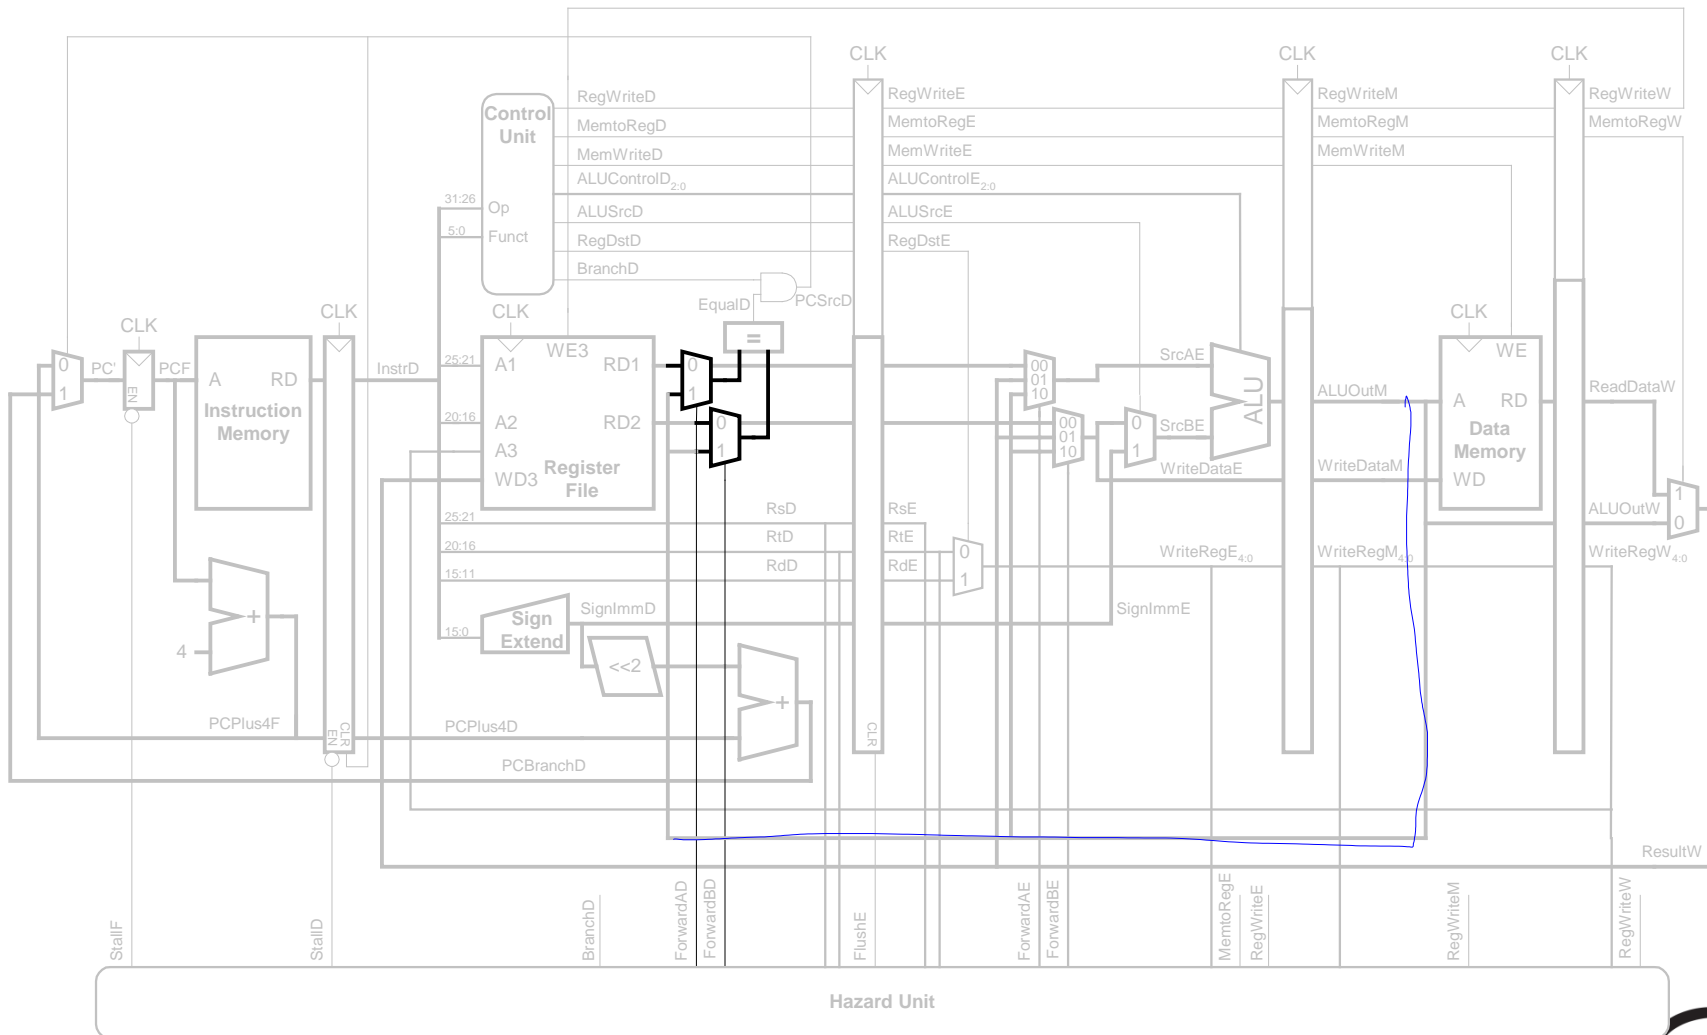 CLK CLK CLK
RegWriteD RegWriteE RegWriteM RegWriteW
Control Unit
MemtoRegD MemtoRegE MemtoRegM MemtoRegW
MemWriteD MemWriteE MemWriteM
ALUControlD2:0 ALUControlE2:0
31:26 Op ALUSrcD ALUSrcE
5:0 Funct RegDstD RegDstE
BranchD
EqualD PCSrcD
CLK CLK CLK CLK
=
WE3 WE
0 PC' PCF A RD InstrD 25:21 A1 RD1 0 00 SrcAE
1 EN 1 01
10
Instruction Memory
ALU ALUOutM A RD ReadDataW
20:16 A2 RD2 0 00 0 SrcBE
1 01 1
10
Data Memory
A3
Register File
WD3 WriteDataE WriteDataM WD
1
25:21 RsD RsE ALUOutW 0
20:16 RtD RtE 0 WriteRegE4:0 WriteRegM4:0 WriteRegW4:0
15:11 RdD RdE 1
SignImmD SignImmE
+ Sign Extend
15:0
4 <<2
+
PCPlus4F EN CLR PCPlus4D CLR
PCBranchD
ResultW
StallF StallD BranchD ForwardAD ForwardBD FlushE ForwardAE ForwardBE MemtoRegE RegWriteE RegWriteM RegWriteW
Hazard Unit